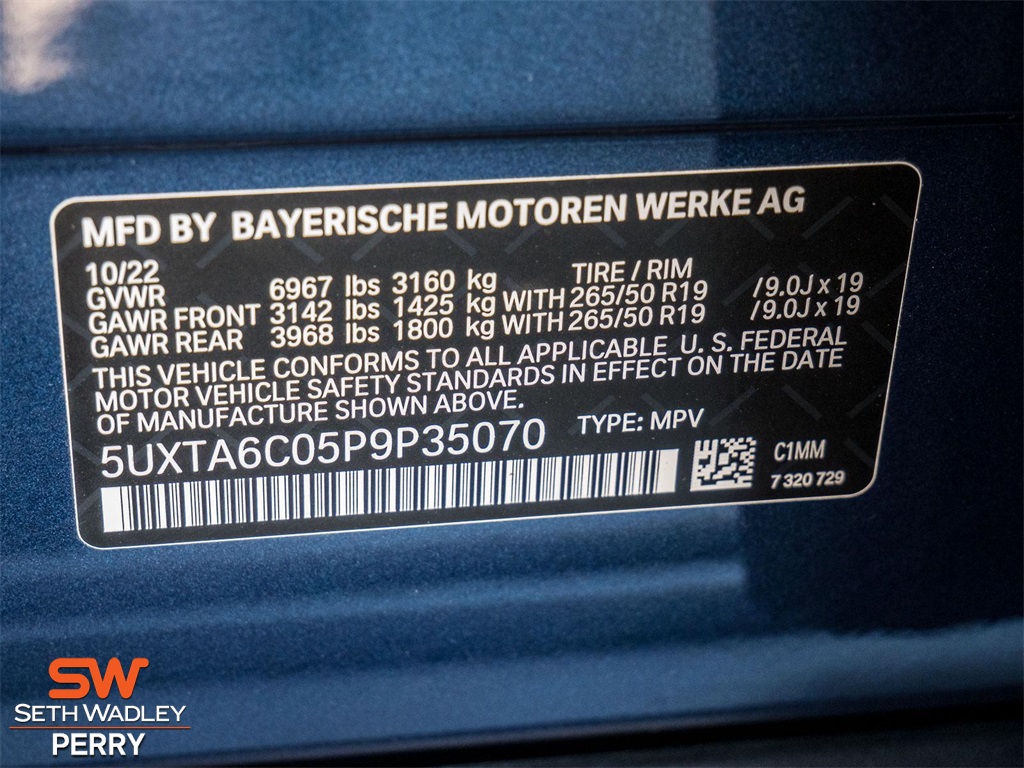 MFD BY BAYERISCHE MOTOREN WERKE AG
10/22 TIRE / RIM
GVWR 6967 lbs 3160 kg
GAWR FRONT 3142 lbs 1425 kg WITH 265/50 R19 /9.0J x 19
GAWR REAR 3968 lbs 1800 kg WITH 265/50 R19 /9.0J x 19
THIS VEHICLE CONFORMS TO ALL APPLICABLE U. S. FEDERAL
MOTOR VEHICLE SAFETY STANDARDS IN EFFECT ON THE DATE
OF MANUFACTURE SHOWN ABOVE.
5UXTA6C05P9P35070 TYPE: MPV
C1MM
7 320 729
SW
SETH WADLEY
PERRY